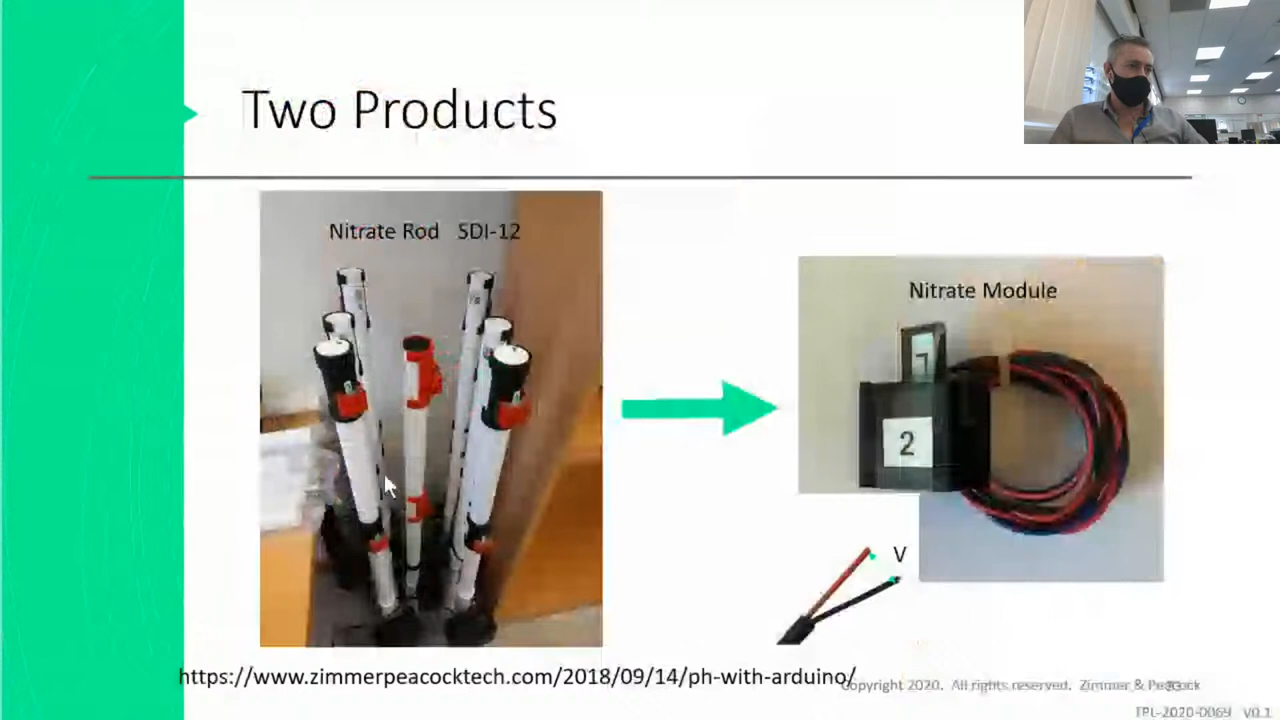 Two Products
Nitrate Rod SDI-12
Nitrate Module
2
V
https://www.zimmerpeacocktech.com/2018/09/14/ph-with-arduino/
Copyright 2020. All rights reserved. Zimmer & Peacock
TPL-2020-0069 V0.1